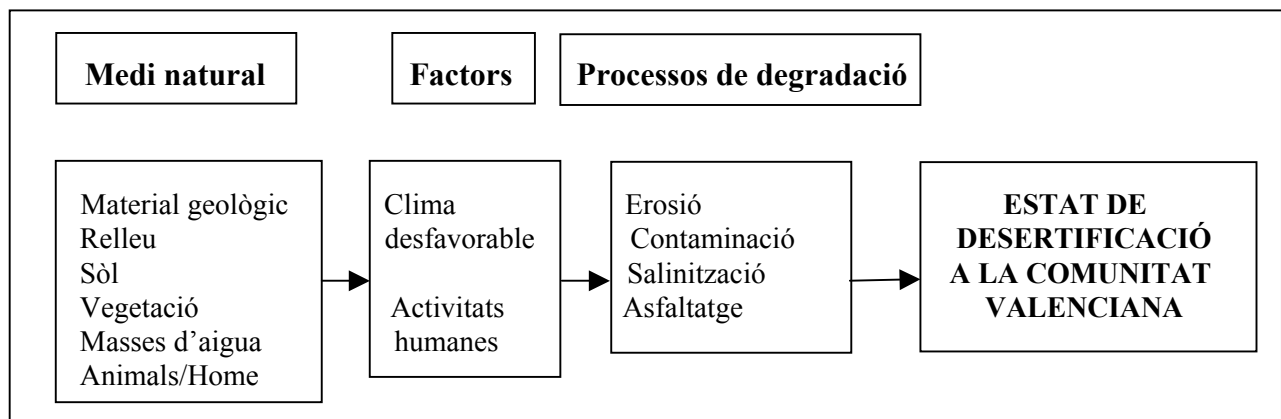 Medi natural
Factors
Processos de degradació
Material geològic
Relleu
Sòl
Vegetació
Masses d’aigua
Animals/Home
Clima
desfavorable
Activitats
humanes
Erosió
Contaminació
Salinització
Asfaltatge
ESTAT DE
DESERTIFICACIÓ
A LA COMUNITAT
VALENCIANA